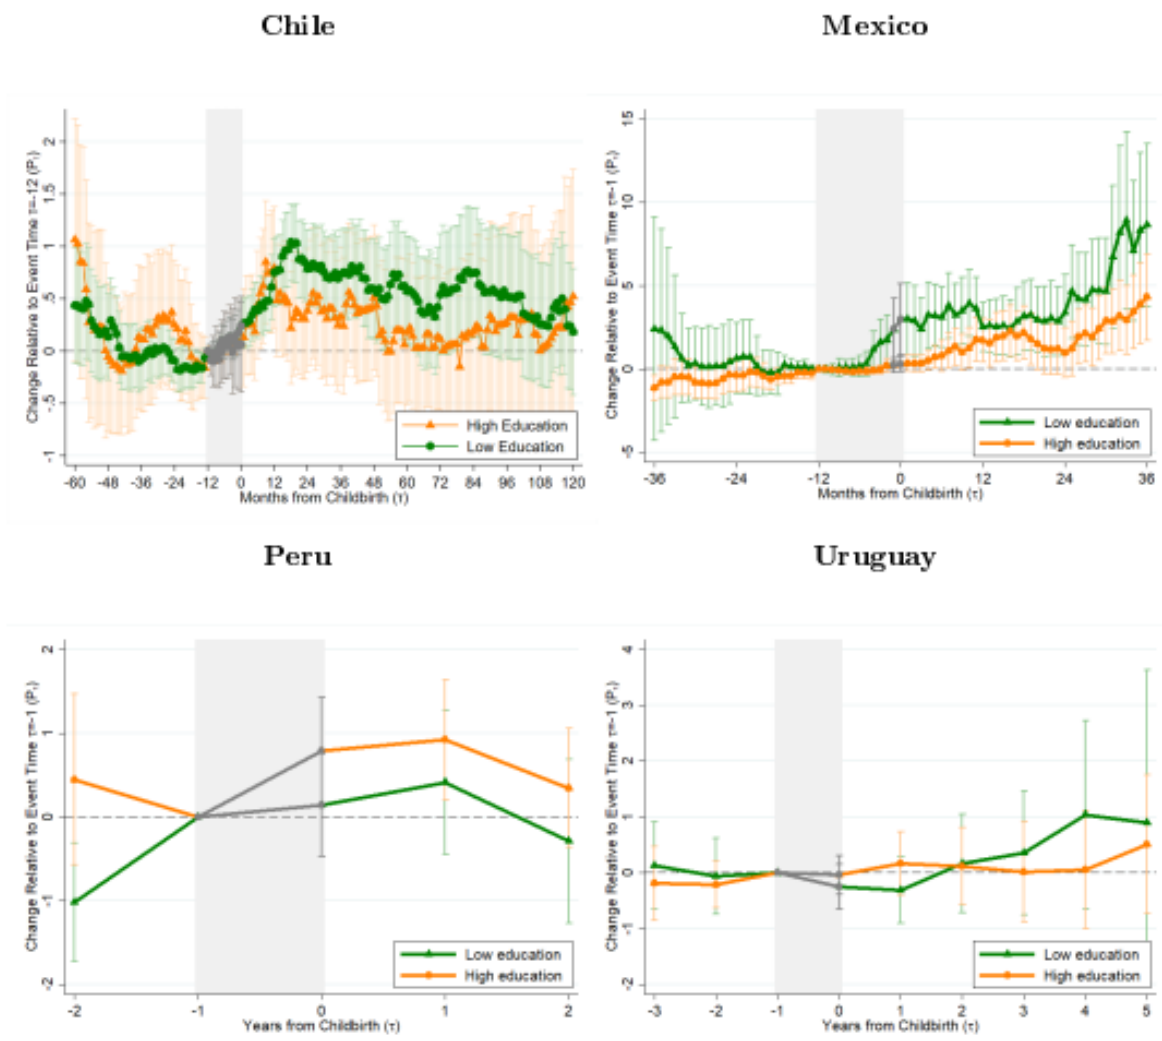 Chile
Mexico
Change Relative to Event Time τ=-12 (Pτ)
2
1.5
1
.5
0
-.5
-1
High Education
Low Education
-60 -48 -36 -24 -12 0 12 24 36 48 60 72 84 96 108 120
Months from Childbirth (τ)
Change Relative to Event Time τ=-1 (Pτ)
15
10
5
0
-5
Low education
High education
-36 -24 -12 0 12 24 36
Months from Childbirth (τ)
Peru
Uruguay
Change Relative to Event Time τ=-1 (Pτ)
2
1
0
-1
-2
Low education
High education
-2 -1 0 1 2
Years from Childbirth (τ)
Change Relative to Event Time τ=-1 (Pτ)
4
3
2
1
0
-1
-2
Low education
High education
-3 -2 -1 0 1 2 3 4 5
Years from Childbirth (τ)